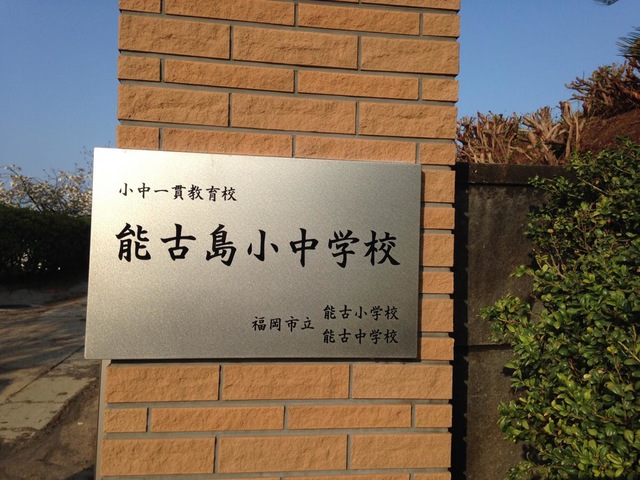 小中一貫教育校
能古島小中学校
福岡市立
能古小学校
能古中学校